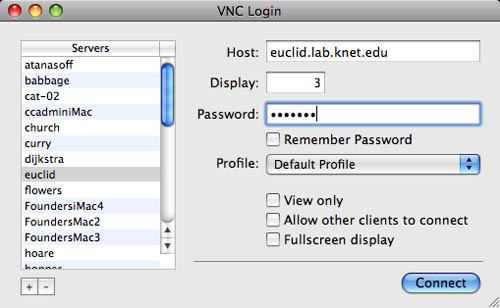 VNC Login
Servers
atanasoff
babbage
cat-02
ccadminiMac
church
curry
dijkstra
euclid
flowers
FoundersiMac4
FoundersMac2
FoundersMac3
hoare
hopper
+ -
Host: euclid.lab.knet.edu
Display: 3
Password: •••••••
Remember Password
Profile: Default Profile
View only
Allow other clients to connect
Fullscreen display
Connect